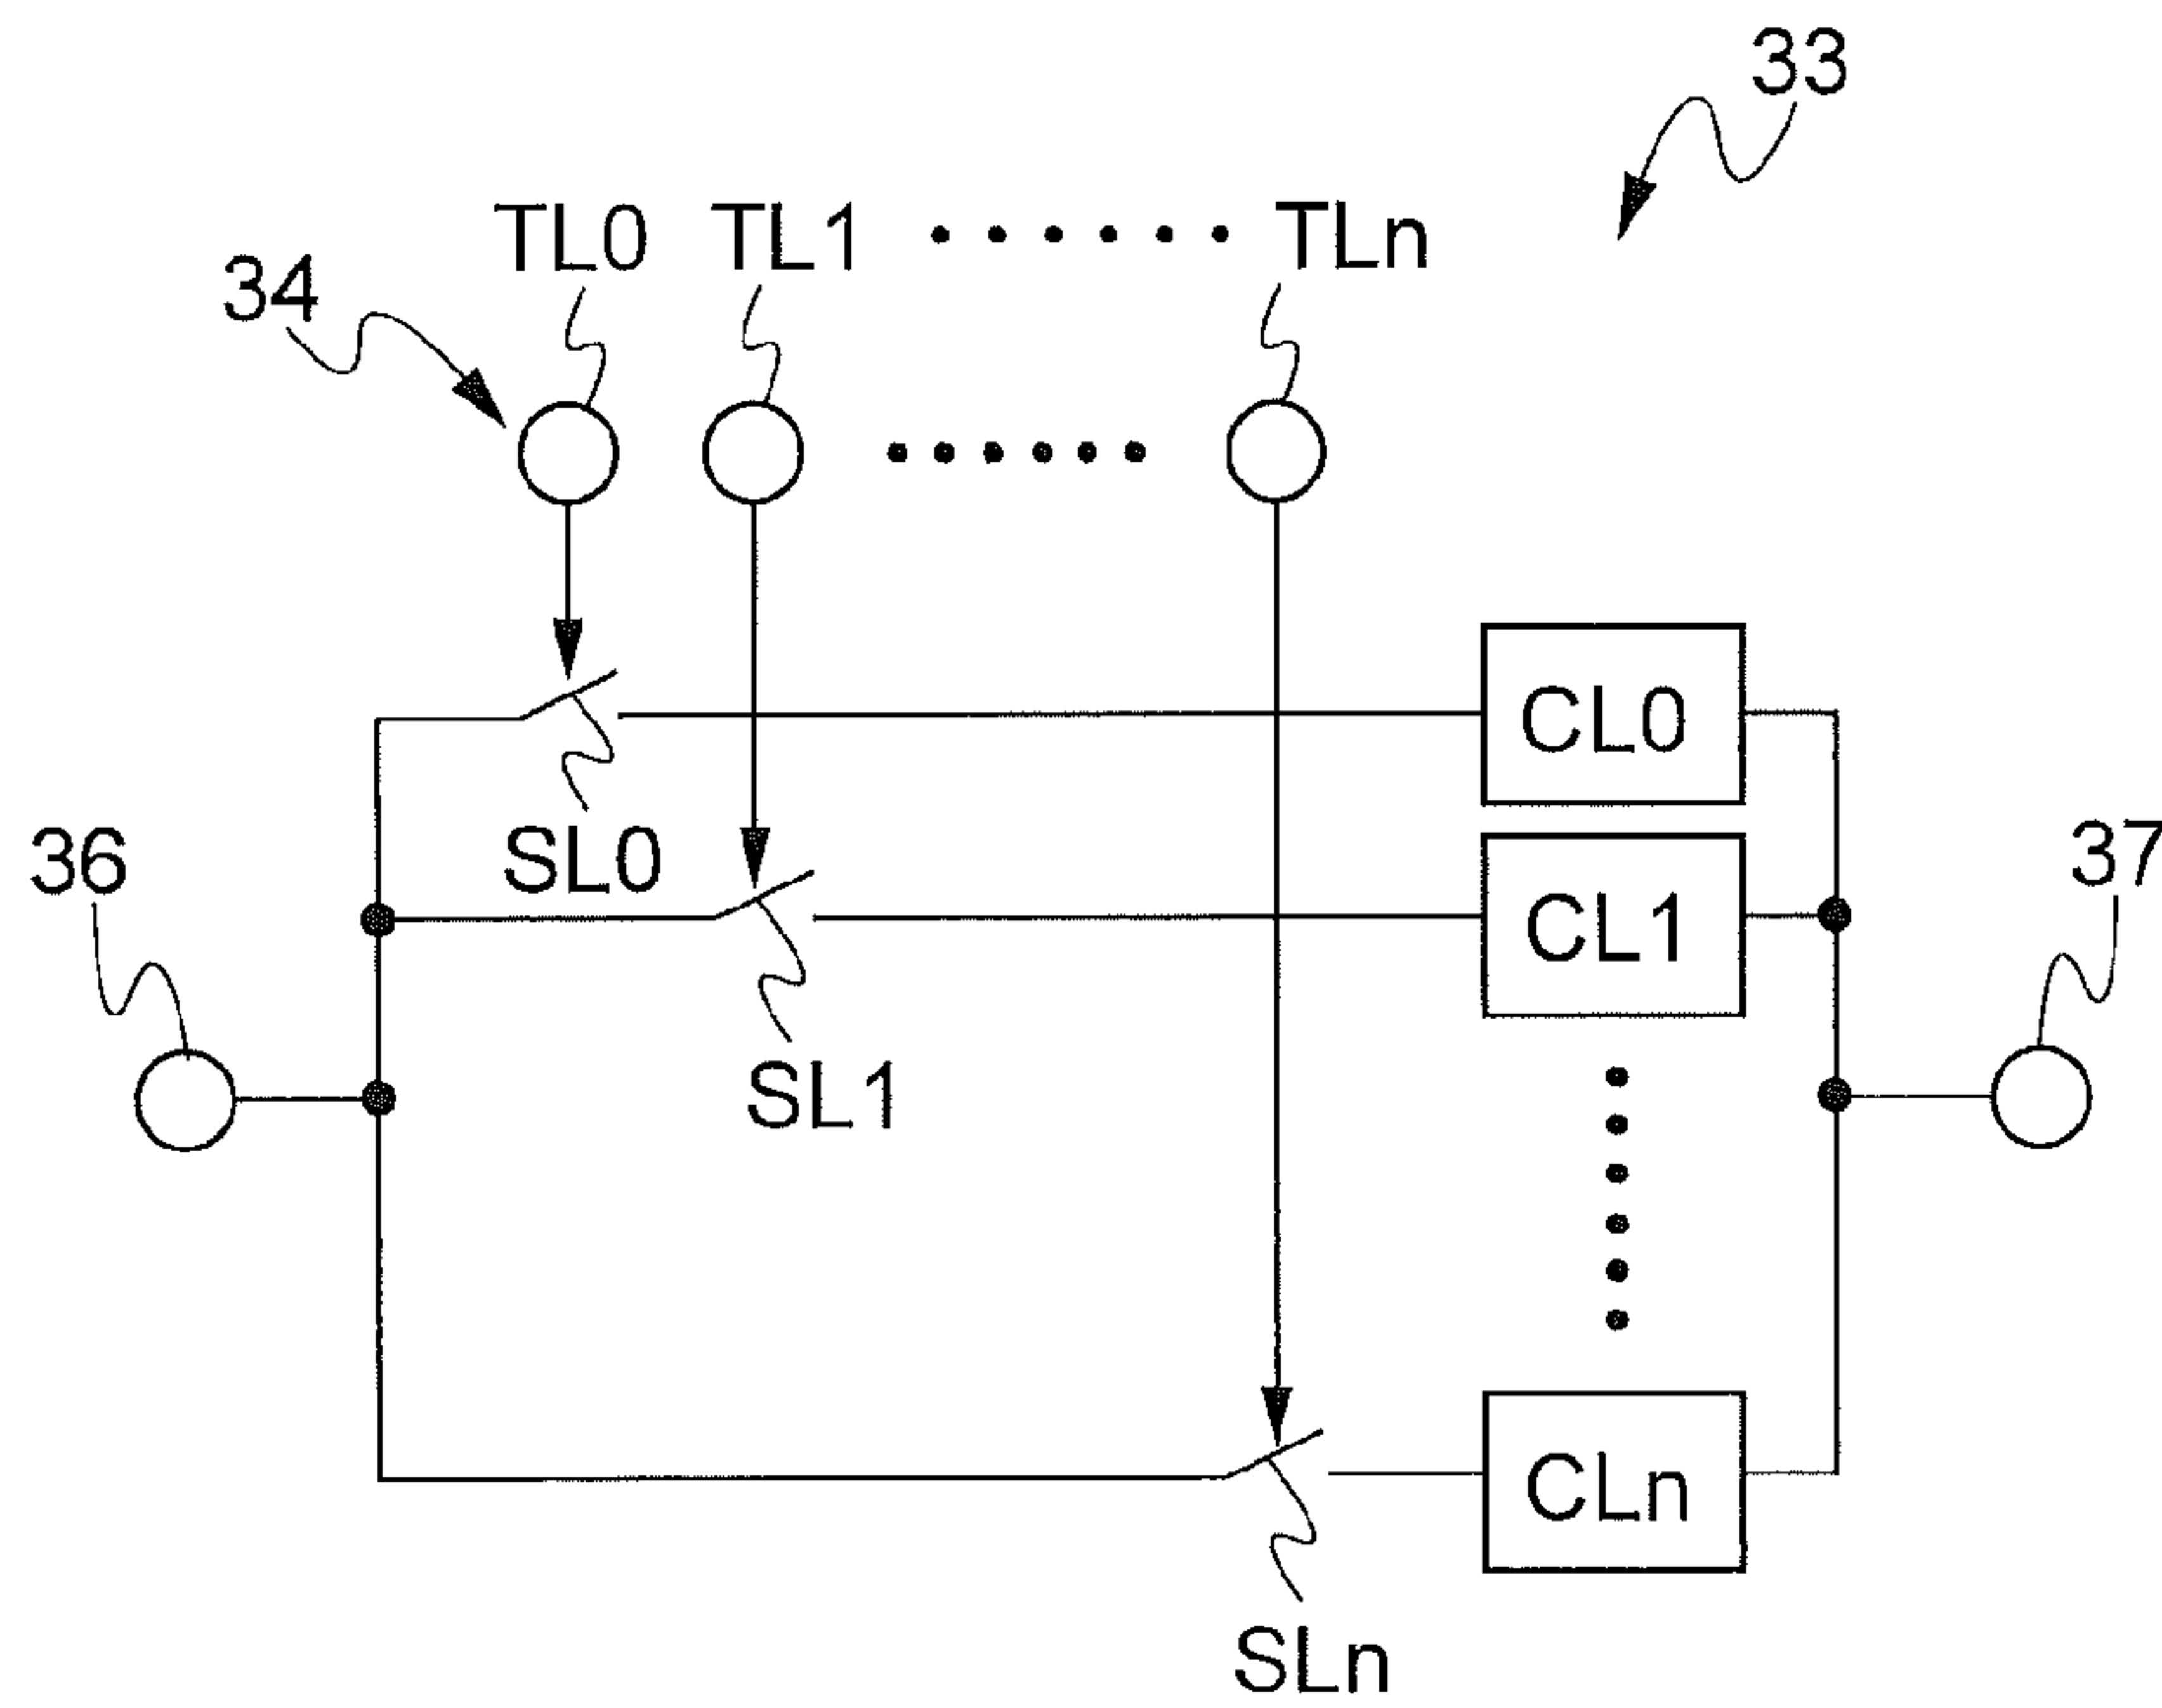 33
TL0 TL1 ...... TLn
34
......
CL0
SL0
36
37
CL1
SL1
CLn
SLn